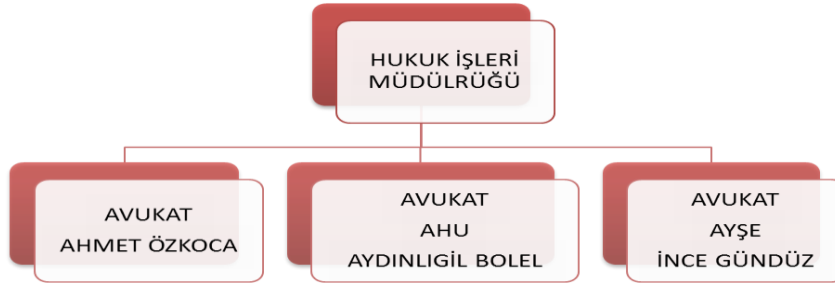 HUKUK İŞLERİ
MÜDÜLRÜĞÜ
AVUKAT
AHMET ÖZKOCA
AVUKAT
AHU
AYDINLIGİL BOLEL
AVUKAT
AYŞE
İNCE GÜNDÜZ